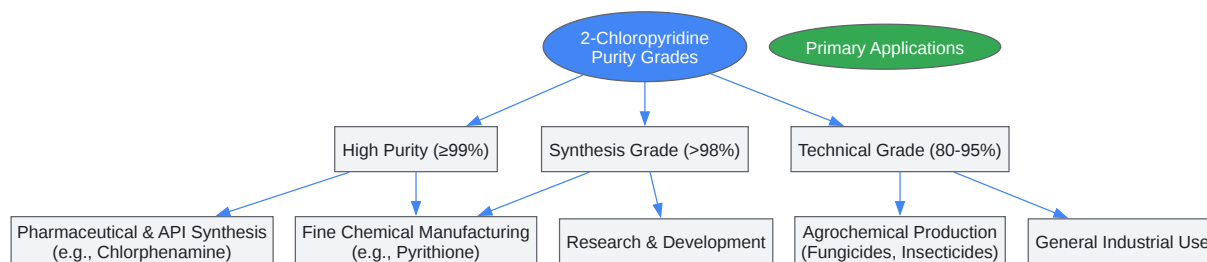 2-Chloropyridine
Purity Grades
Primary Applications
High Purity (≥99%)
Synthesis Grade (>98%)
Technical Grade (80-95%)
Pharmaceutical & API Synthesis
(e.g., Chlorphenamine)
Fine Chemical Manufacturing
(e.g., Pyrithione)
Research & Development
Agrochemical Production
(Fungicides, Insecticides)
General Industrial Use